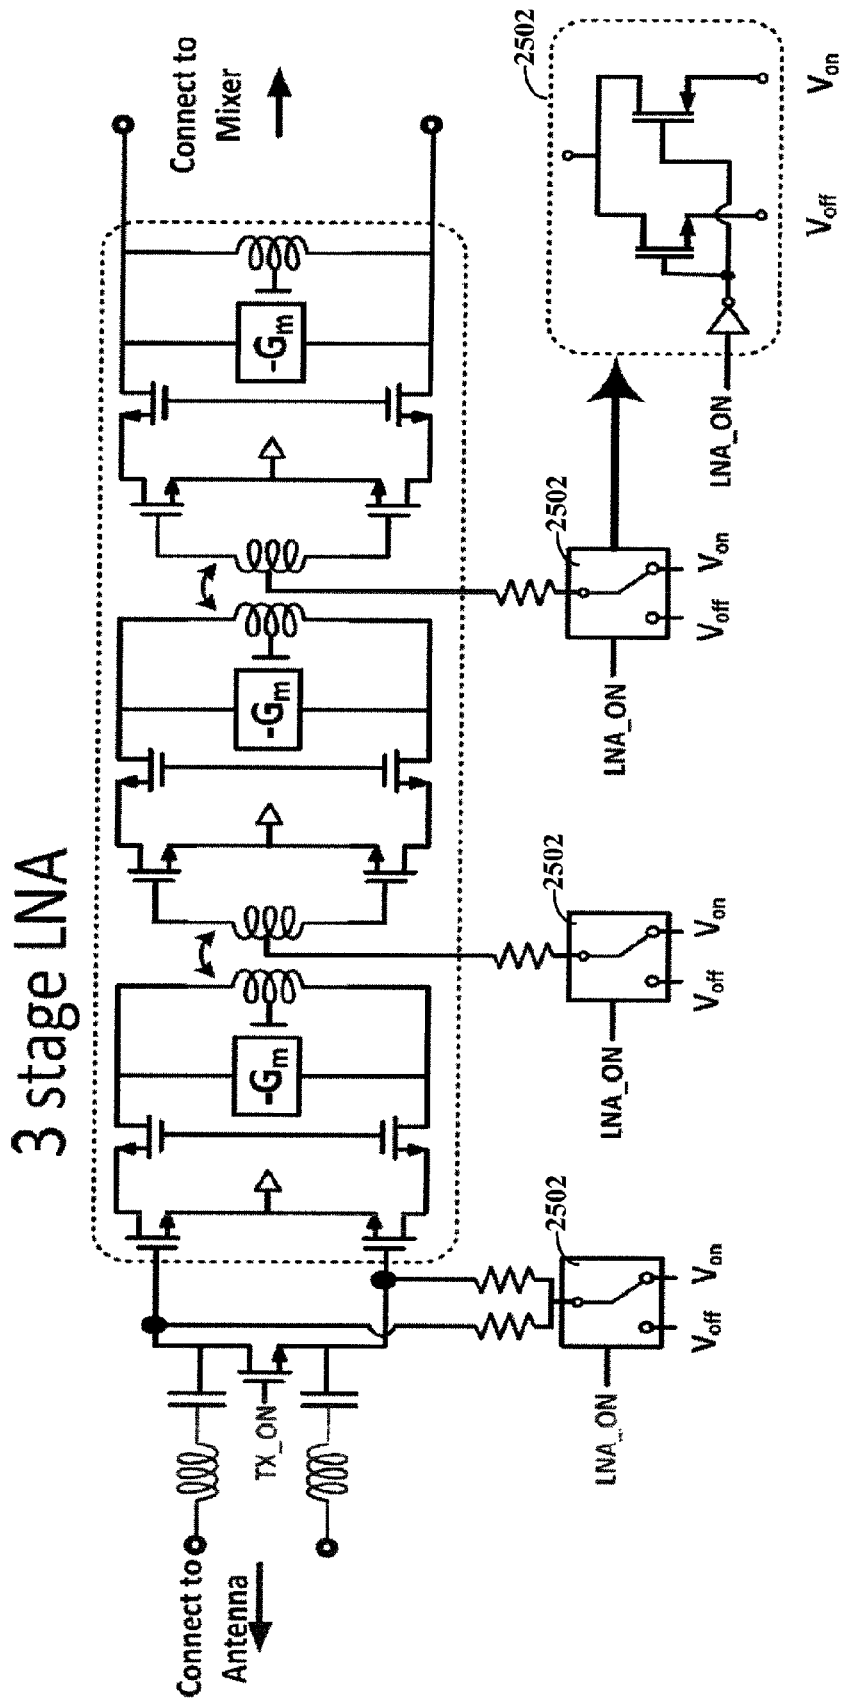 3 stage LNA
Connect to
Antenna
TX_ON
-Gm
-Gm
-Gm
Connect to
Mixer
LNA_ON
2502
Voff
Von
LNA_ON
2502
Voff
Von
LNA_ON
2502
Voff
Von
2502
LNA_ON
Voff
Von